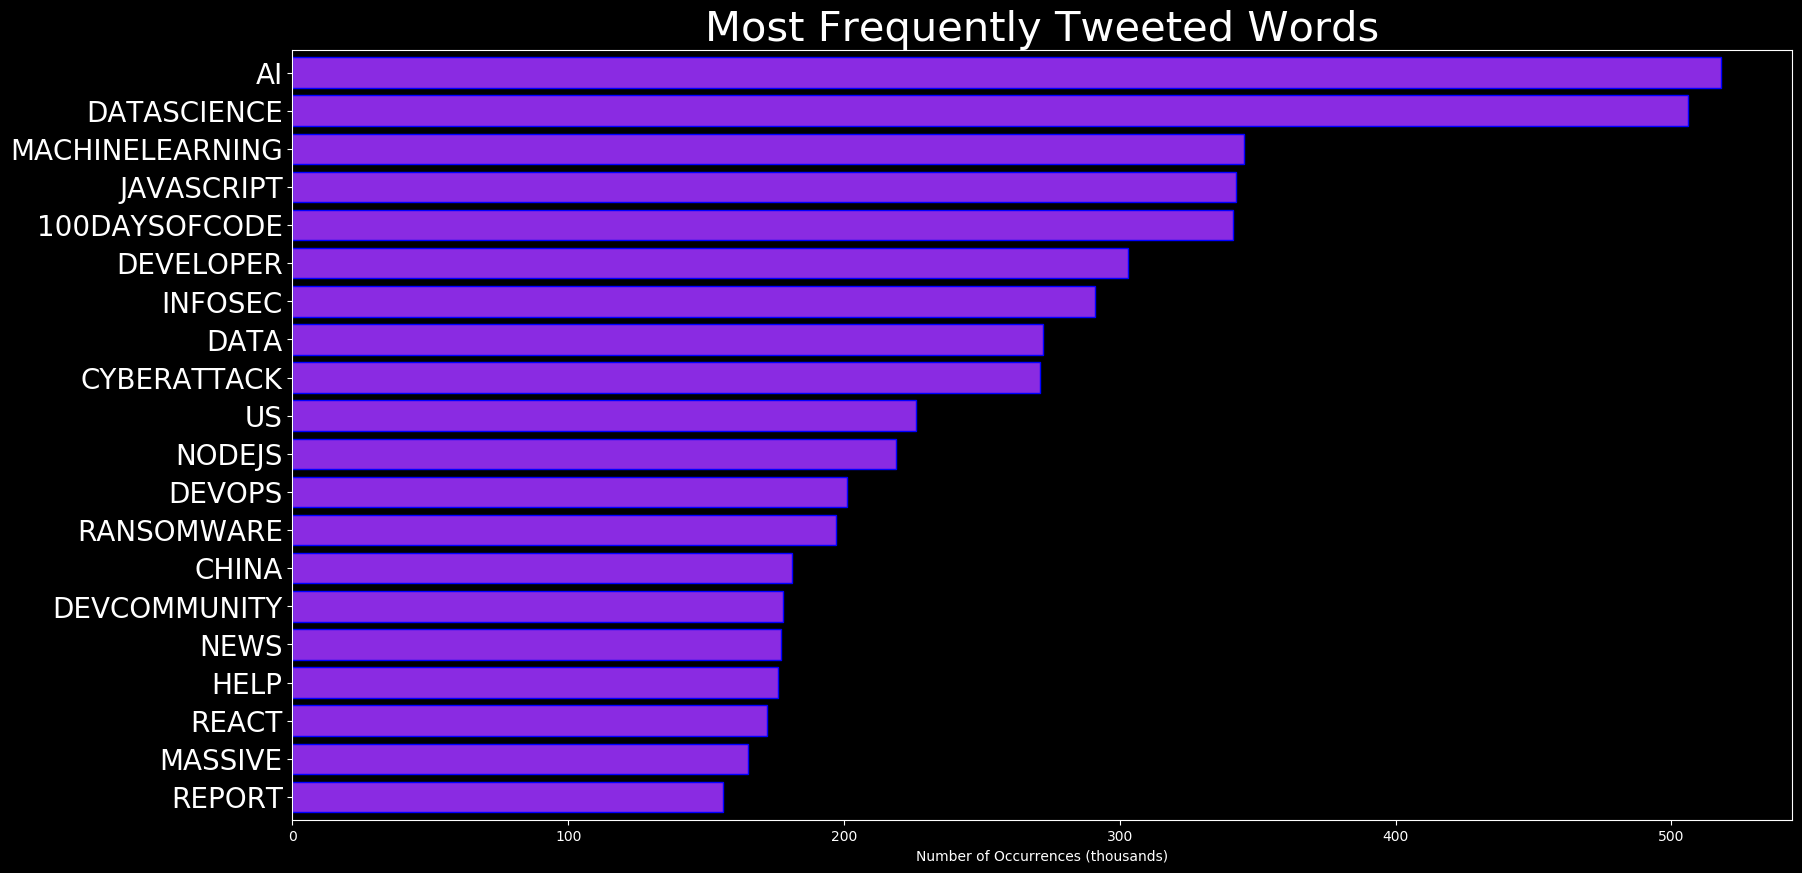 Most Frequently Tweeted Words
AI
DATASCIENCE
MACHINELEARNING
JAVASCRIPT
100DAYSOFCODE
DEVELOPER
INFOSEC
DATA
CYBERATTACK
US
NODEJS
DEVOPS
RANSOMWARE
CHINA
DEVCOMMUNITY
NEWS
HELP
REACT
MASSIVE
REPORT
0 100 200 300 400 500
Number of Occurrences (thousands)